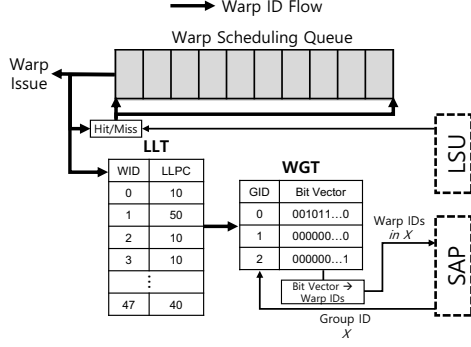 Warp ID Flow
Warp Scheduling Queue
Warp
Issue
Hit/Miss
LSU
LLT
WID LLPC
0 10
1 50
2 10
3 10
⋮
47 40
WGT
GID Bit Vector
0 001011...0
1 000000...0
2 000000...1
Bit Vector →
Warp IDs
Warp IDs
in X
SAP
Group ID
X